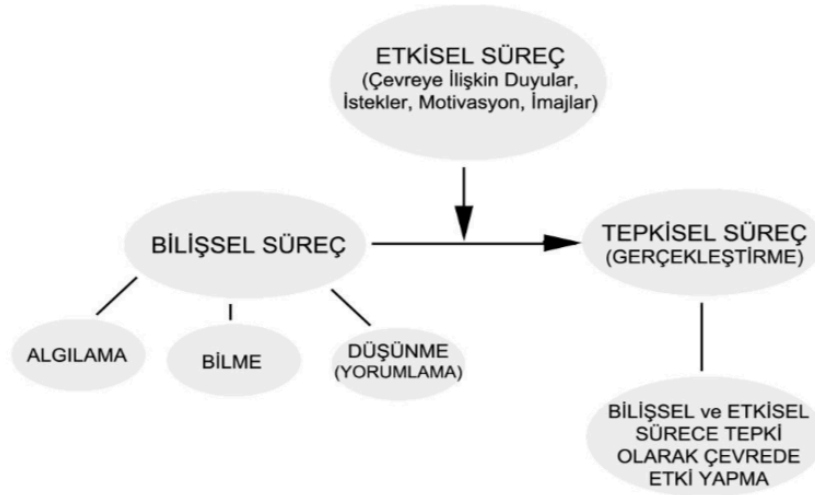 ETKİSEL SÜREÇ
(Çevreye İlişkin Duyular,
İstekler, Motivasyon, İmajlar)
BİLİŞSEL SÜREÇ
TEPKİSEL SÜREÇ
(GERÇEKLEŞTİRME)
ALGILAMA
BİLME
DÜŞÜNME
(YORUMLAMA)
BİLİŞSEL ve ETKİSEL
SÜRECE TEPKİ
OLARAK ÇEVREDE
ETKİ YAPMA